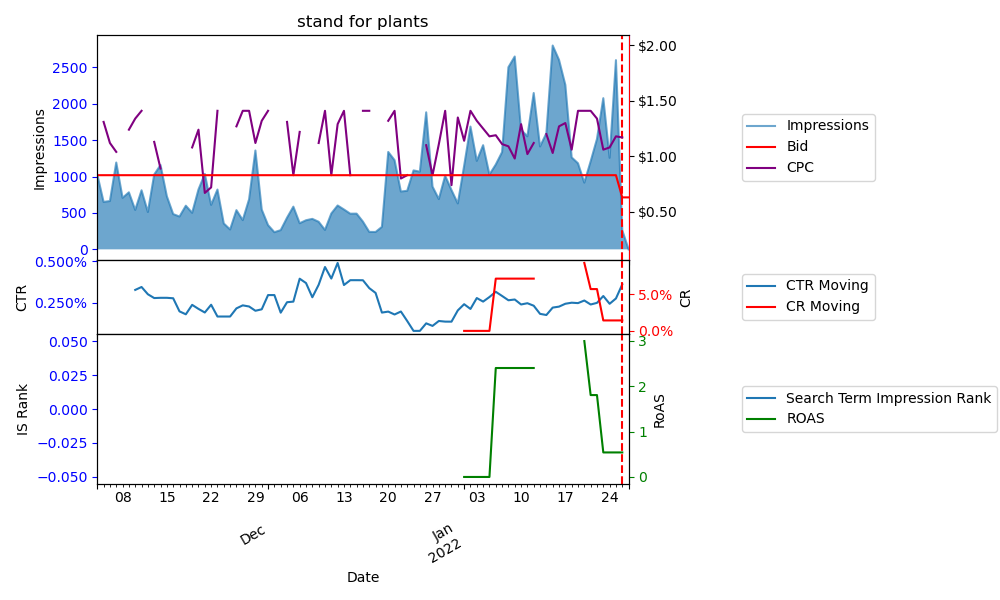 stand for plants
Impressions
2500
2000
1500
1000
500
0
$2.00
$1.50
$1.00
$0.50
Impressions
Bid
CPC
CTR
0.500%
0.250%
5.0%
0.0%
CR
CTR Moving
CR Moving
IS Rank
0.050
0.025
0.000
−0.025
−0.050
3
2
1
0
RoAS
Search Term Impression Rank
ROAS
08 15 22 29 06 13 20 27 03 10 17 24
Dec
Jan
2022
Date